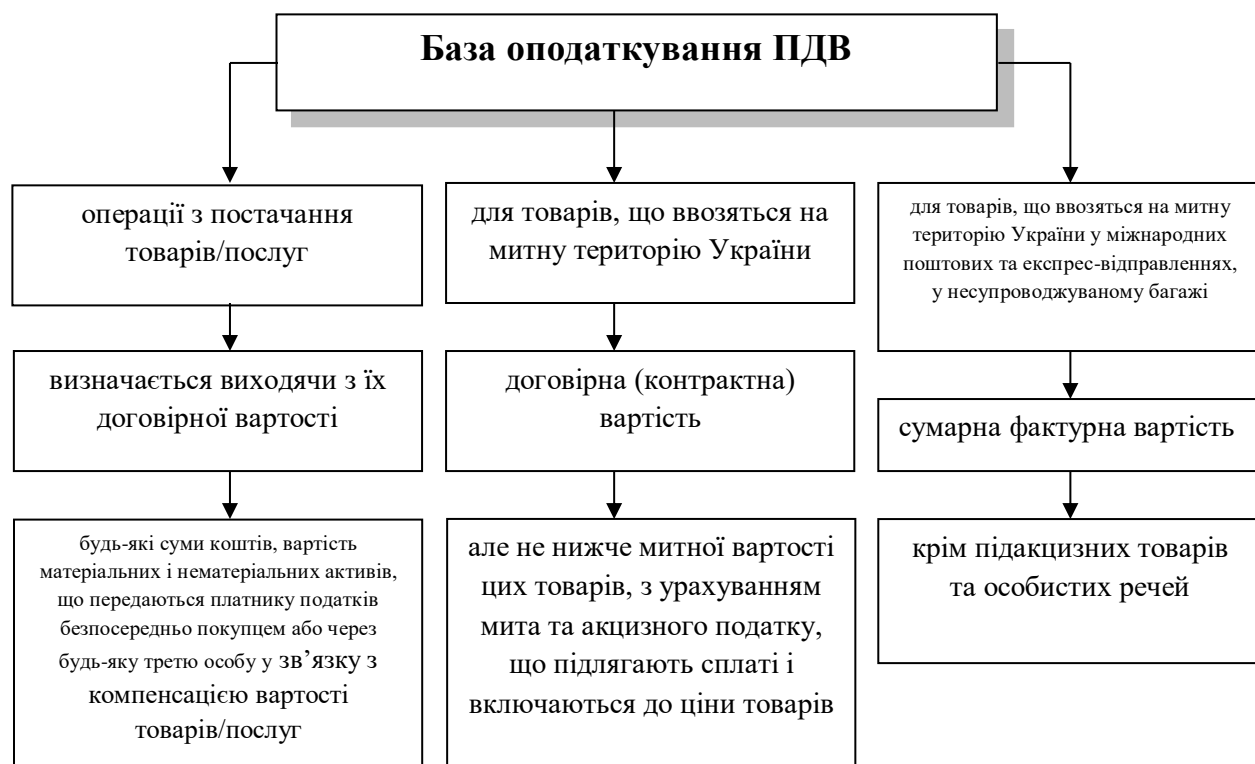 База оподаткування ПДВ
операції з постачання
товарів/послуг
для товарів, що ввозяться на
митну територію України
для товарів, що ввозяться на митну
територію України у міжнародних
поштових та експрес-відправленнях,
у несупроводжуваному багажі
визначається виходячи з їх
договірної вартості
договірна (контрактна)
вартість
сумарна фактурна вартість
будь-які суми коштів, вартість
матеріальних і нематеріальних активів,
що передаються платнику податків
безпосередньо покупцем або через
будь-яку третю особу у зв’язку з
компенсацією вартості
товарів/послуг
але не нижче митної вартості
цих товарів, з урахуванням
мита та акцизного податку,
що підлягають сплаті і
включаються до ціни товарів
крім підакцизних товарів
та особистих речей